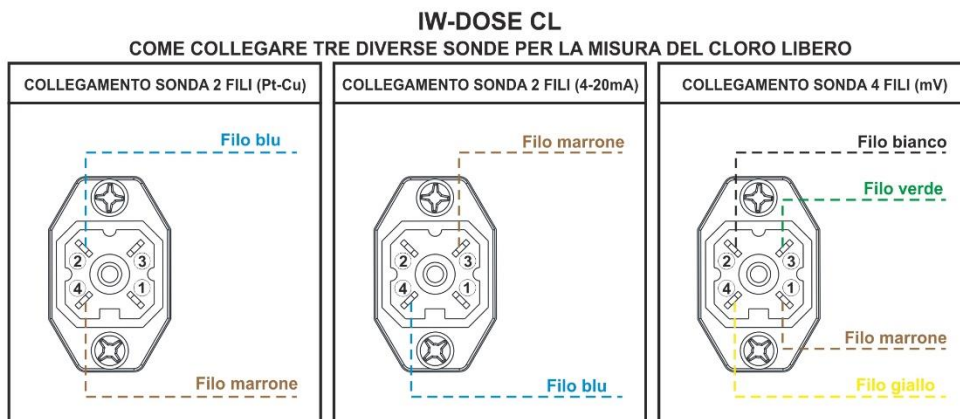 IW-DOSE CL
COME COLLEGARE TRE DIVERSE SONDE PER LA MISURA DEL CLORO LIBERO
COLLEGAMENTO SONDA 2 FILI (Pt-Cu)
Filo blu
2 3
4 1
Filo marrone
COLLEGAMENTO SONDA 2 FILI (4-20mA)
Filo marrone
2 3
4 1
Filo blu
COLLEGAMENTO SONDA 4 FILI (mV)
Filo bianco
Filo verde
2 3
4 1
Filo marrone
Filo giallo